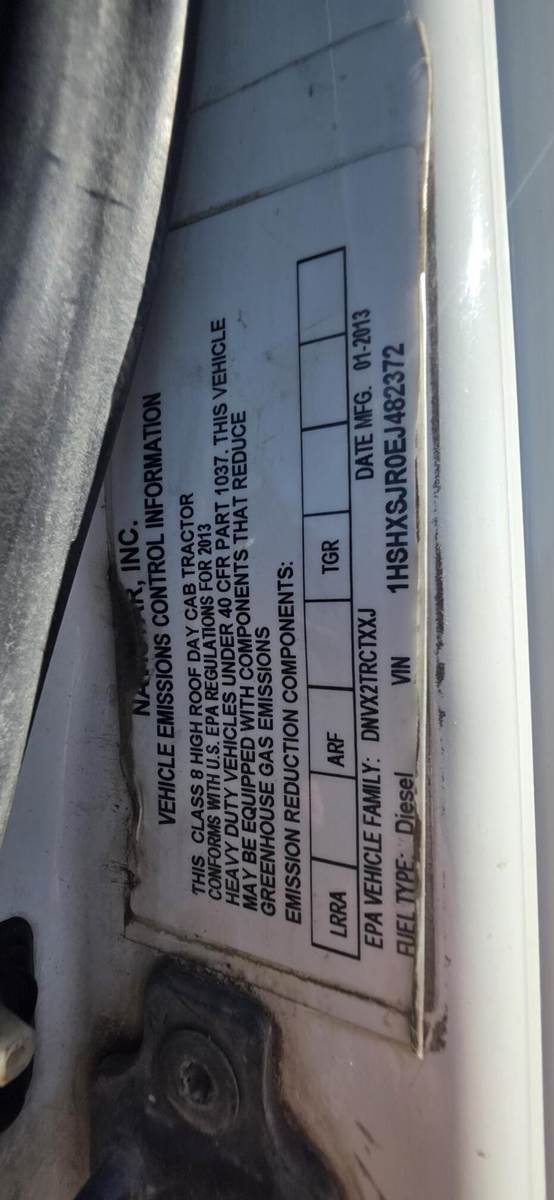 INC.
VEHICLE EMISSIONS CONTROL INFORMATION
THIS CLASS 8 HIGH ROOF DAY CAB TRACTOR
CONFORMS WITH U.S. EPA REGULATIONS FOR 2013
HEAVY DUTY VEHICLES UNDER 40 CFR PART 1037. THIS VEHICLE
MAY BE EQUIPPED WITH COMPONENTS THAT REDUCE
GREENHOUSE GAS EMISSIONS
EMISSION REDUCTION COMPONENTS:
LRRA ARF TGR
EPA VEHICLE FAMILY: DNVX2TRCTXXJ DATE MFG. 01-2013
FUEL TYPE: Diesel VIN 1HSHXSJR0EJ482372